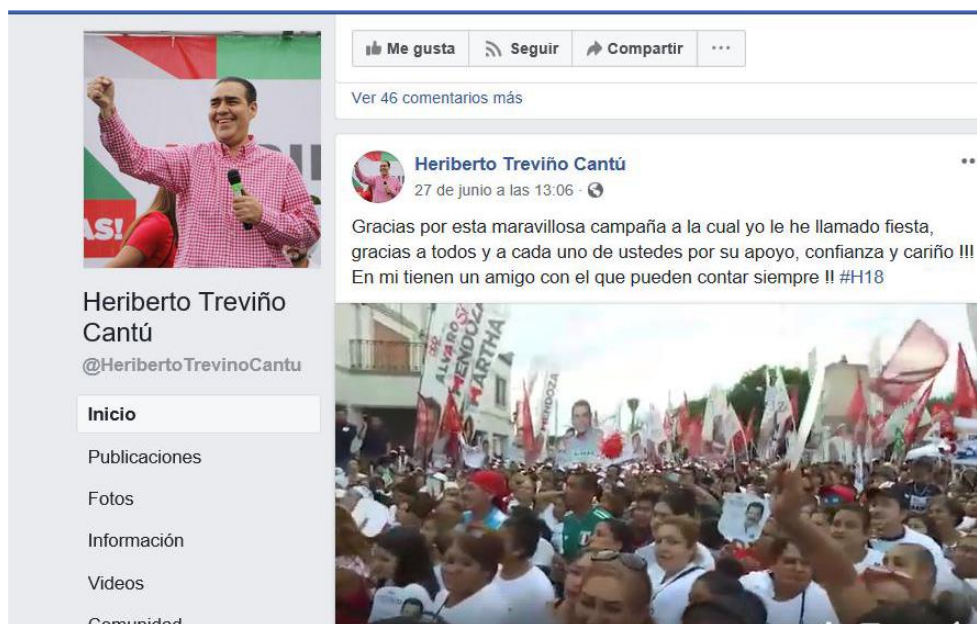 Me gusta Seguir Compartir ...
Ver 46 comentarios más
AS!
Heriberto Treviño
Cantú
@HeribertoTrevinoCantu
Inicio
Publicaciones
Fotos
Información
Videos
Comunidad
Heriberto Treviño Cantú
27 de junio a las 13:06 ·
Gracias por esta maravillosa campaña a la cual yo le he llamado fiesta,
gracias a todos y a cada uno de ustedes por su apoyo, confianza y cariño !!!
En mi tienen un amigo con el que pueden contar siempre !! #H18
ALVARO
MENDOZA
MARTHA
MENDOZA